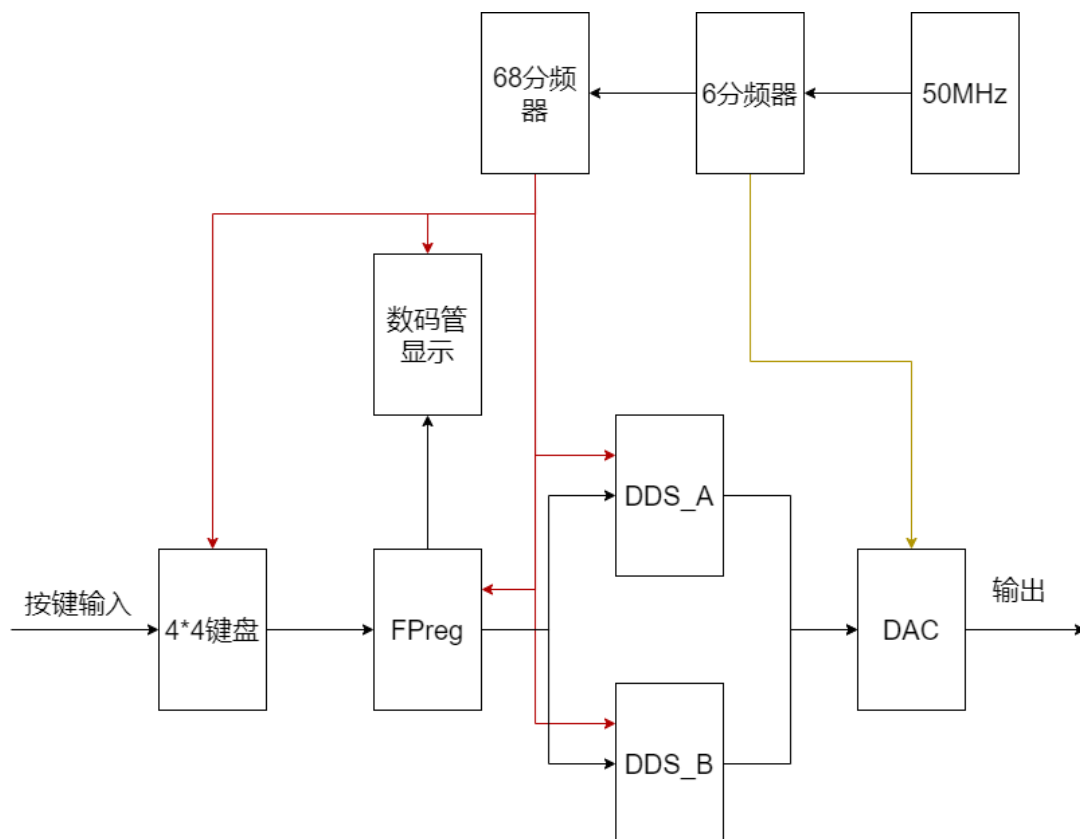 68分频
器
6分频器
50MHz
数码管
显示
DDS_A
按键输入
4*4键盘
FPreg
DAC
输出
DDS_B